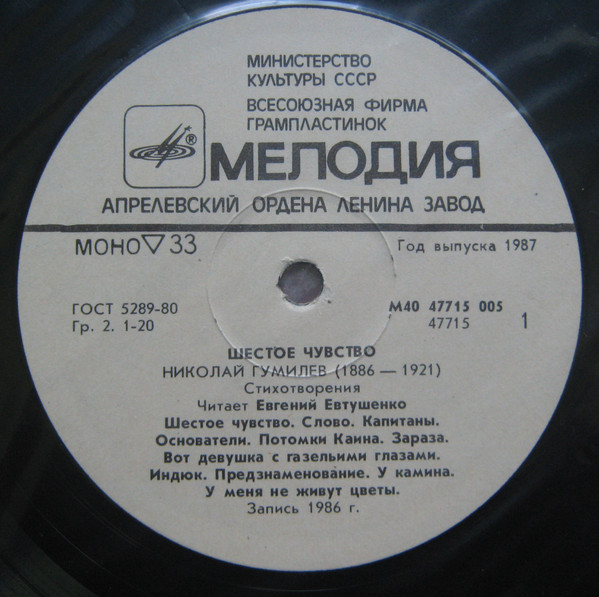 МИНИСТЕРСТВО
КУЛЬТУРЫ СССР
ВСЕСОЮЗНАЯ ФИРМА
ГРАМПЛАСТИНОК
®
МЕЛОДИЯ
АПРЕЛЕВСКИЙ ОРДЕНА ЛЕНИНА ЗАВОД
МОНО ▽ 33
Год выпуска 1987
ГОСТ 5289-80
Гр. 2. 1-20
М40 47715 005
47715
1
ШЕСТОЕ ЧУВСТВО
НИКОЛАЙ ГУМИЛЕВ (1886 — 1921)
Стихотворения
Читает Евгений Евтушенко
Шестое чувство. Слово. Капитаны.
Основатели. Потомки Каина. Зараза.
Вот девушка с газельими глазами.
Индюк. Предзнаменование. У камина.
У меня не живут цветы.
Запись 1986 г.